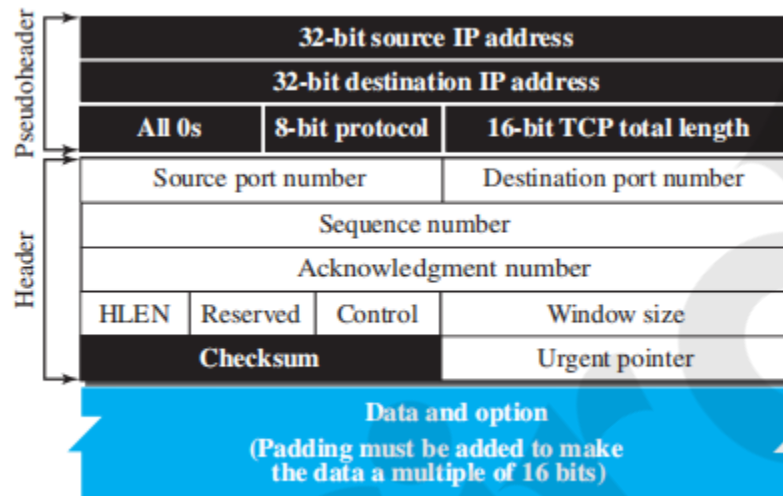 Pseudoheader
32-bit source IP address
32-bit destination IP address
All 0s 8-bit protocol 16-bit TCP total length
Header
Source port number Destination port number
Sequence number
Acknowledgment number
HLEN Reserved Control Window size
Checksum Urgent pointer
Data and option
(Padding must be added to make
the data a multiple of 16 bits)